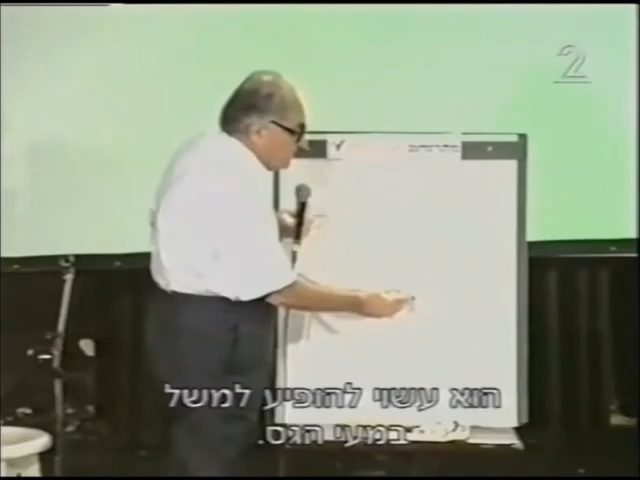 2
הוא עשוי להופיע למשל
במעי הגס.